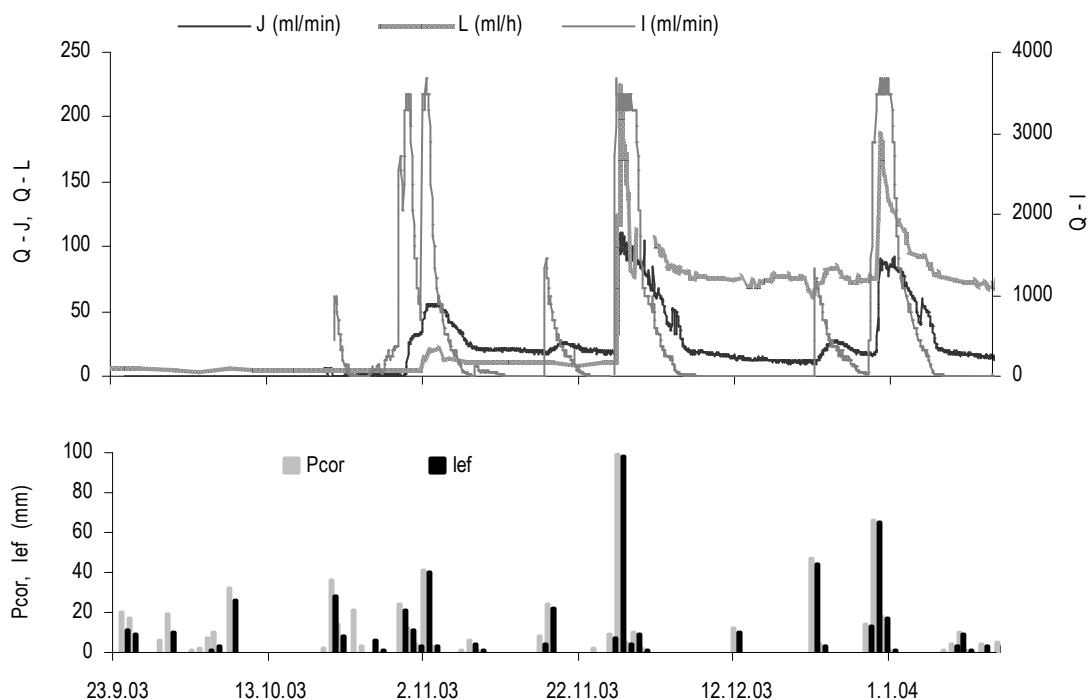 J (ml/min) L (ml/h) I (ml/min)
250 4000
200
3000
150
2000
100
1000
50
0 0
Q - J, Q - L
Q - I
Pcor Ief
100
80
60
40
20
0
Pcor, Ief (mm)
23.9.03 13.10.03 2.11.03 22.11.03 12.12.03 1.1.04